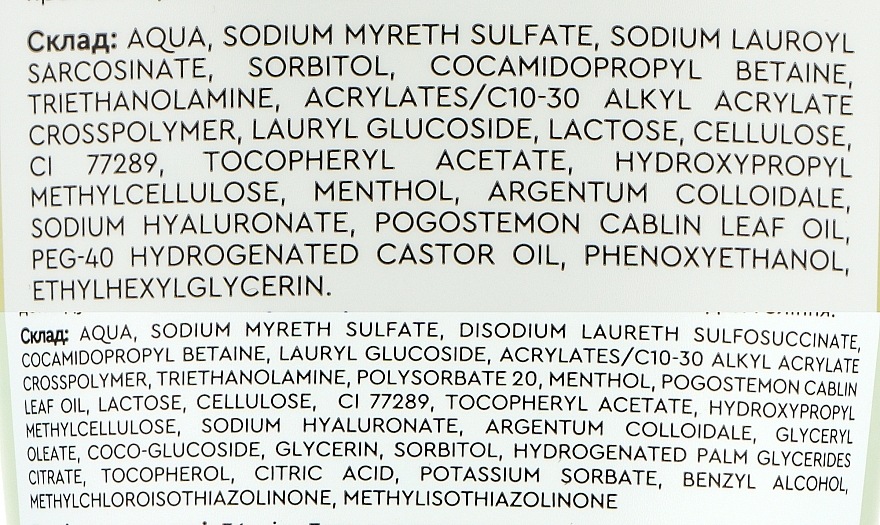 Склад: AQUA, SODIUM MYRETH SULFATE, SODIUM LAUROYL
SARCOSINATE, SORBITOL, COCAMIDOPROPYL BETAINE,
TRIETHANOLAMINE, ACRYLATES/C10-30 ALKYL ACRYLATE
CROSSPOLYMER, LAURYL GLUCOSIDE, LACTOSE, CELLULOSE,
CI 77289, TOCOPHERYL ACETATE, HYDROXYPROPYL
METHYLCELLULOSE, MENTHOL, ARGENTUM COLLOIDALE,
SODIUM HYALURONATE, POGOSTEMON CABLIN LEAF OIL,
PEG-40 HYDROGENATED CASTOR OIL, PHENOXYETHANOL,
ETHYLHEXYLGLYCERIN.
Склад: AQUA, SODIUM MYRETH SULFATE, DISODIUM LAURETH SULFOSUCCINATE,
COCAMIDOPROPYL BETAINE, LAURYL GLUCOSIDE, ACRYLATES/C10-30 ALKYL ACRYLATE
CROSSPOLYMER, TRIETHANOLAMINE, POLYSORBATE 20, MENTHOL, POGOSTEMON CABLIN
LEAF OIL, LACTOSE, CELLULOSE, CI 77289, TOCOPHERYL ACETATE, HYDROXYPROPYL
METHYLCELLULOSE, SODIUM HYALURONATE, ARGENTUM COLLOIDALE, GLYCERYL
OLEATE, COCO-GLUCOSIDE, GLYCERIN, SORBITOL, HYDROGENATED PALM GLYCERIDES
CITRATE, TOCOPHEROL, CITRIC ACID, POTASSIUM SORBATE, BENZYL ALCOHOL,
METHYLCHLOROISOTHIAZOLINONE, METHYLISOTHIAZOLINONE